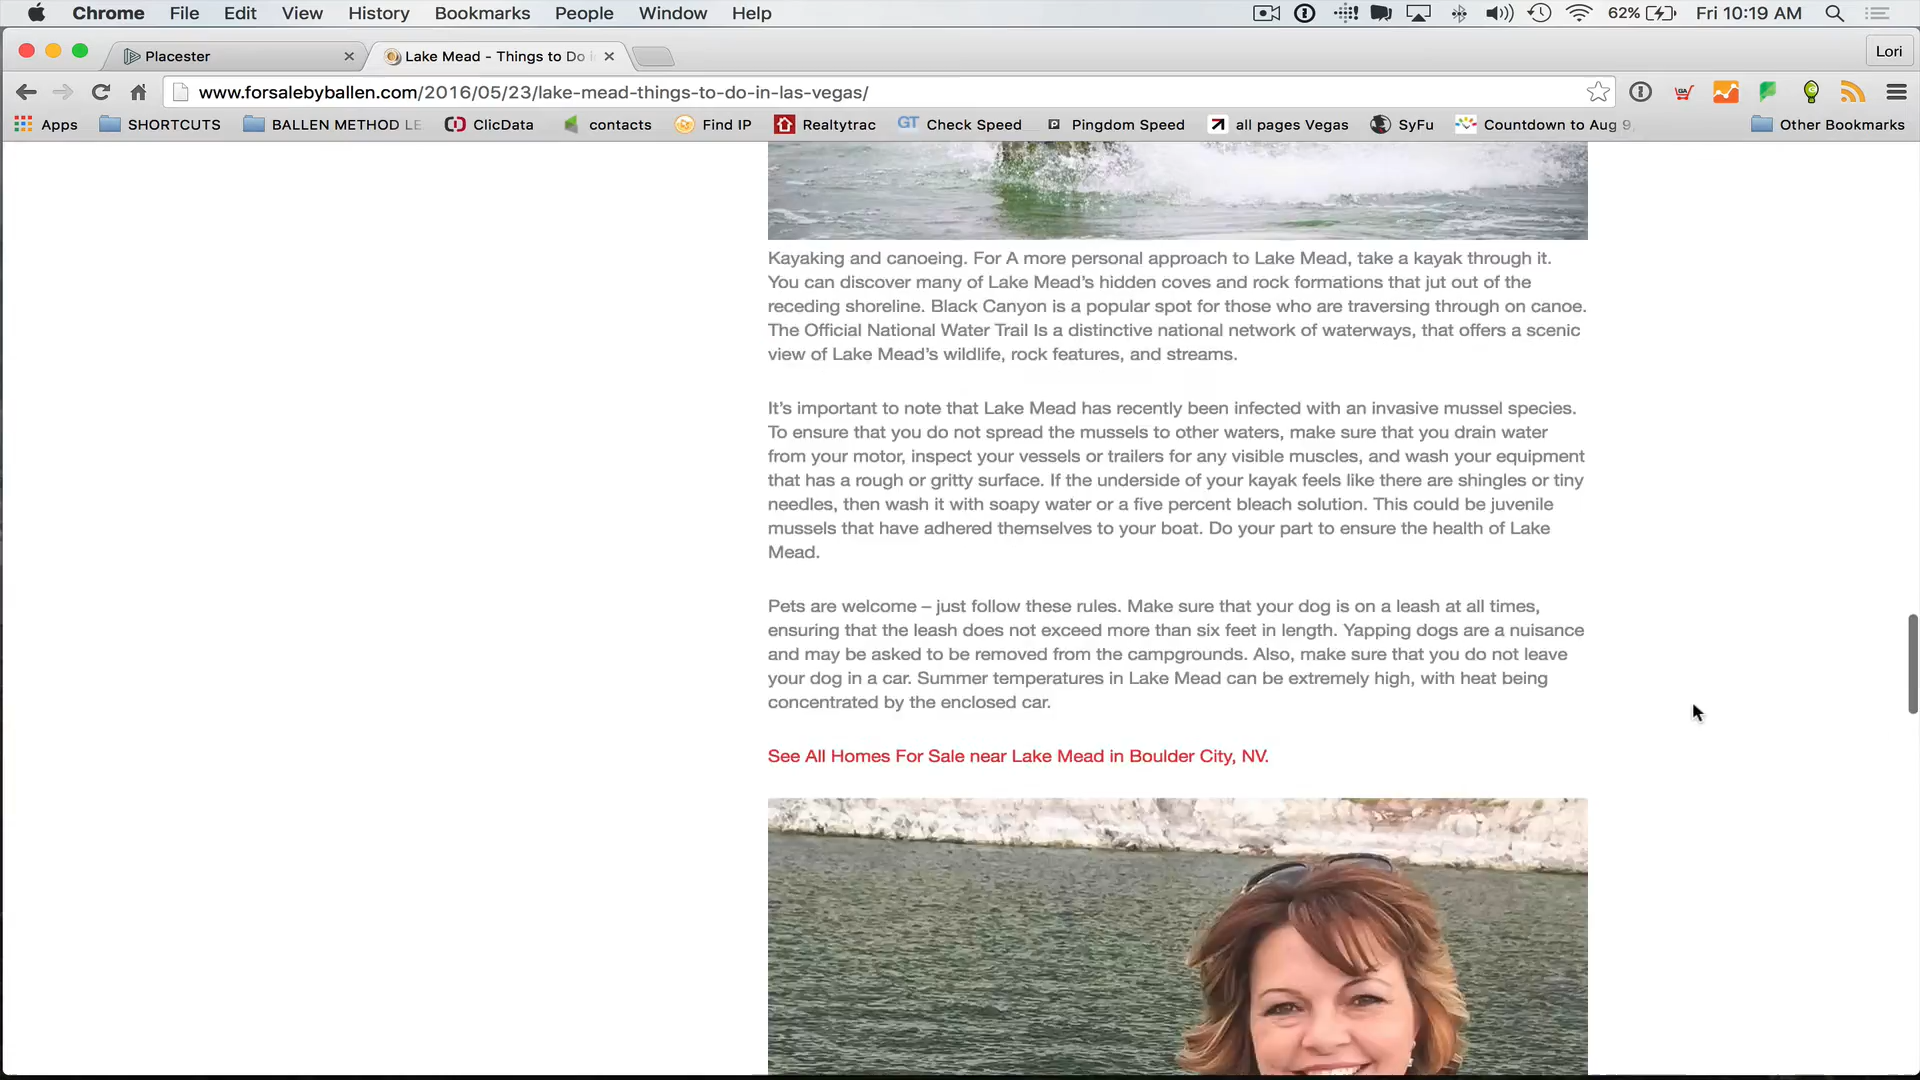 Chrome File Edit View History Bookmarks People Window Help 62% Fri 10:19 AM
Placester Lake Mead - Things to Do Lori
www.forsalebyballen.com/2016/05/23/lake-mead-things-to-do-in-las-vegas/
Apps SHORTCUTS BALLEN METHOD LE ClicData contacts Find IP Realtytrac GT Check Speed P Pingdom Speed all pages Vegas SyFu Countdown to Aug 9 Other Bookmarks
Kayaking and canoeing. For A more personal approach to Lake Mead, take a kayak through it.
You can discover many of Lake Mead’s hidden coves and rock formations that jut out of the
receding shoreline. Black Canyon is a popular spot for those who are traversing through on canoe.
The Official National Water Trail Is a distinctive national network of waterways, that offers a scenic
view of Lake Mead’s wildlife, rock features, and streams.
It’s important to note that Lake Mead has recently been infected with an invasive mussel species.
To ensure that you do not spread the mussels to other waters, make sure that you drain water
from your motor, inspect your vessels or trailers for any visible muscles, and wash your equipment
that has a rough or gritty surface. If the underside of your kayak feels like there are shingles or tiny
needles, then wash it with soapy water or a five percent bleach solution. This could be juvenile
mussels that have adhered themselves to your boat. Do your part to ensure the health of Lake
Mead.
Pets are welcome – just follow these rules. Make sure that your dog is on a leash at all times,
ensuring that the leash does not exceed more than six feet in length. Yapping dogs are a nuisance
and may be asked to be removed from the campgrounds. Also, make sure that you do not leave
your dog in a car. Summer temperatures in Lake Mead can be extremely high, with heat being
concentrated by the enclosed car.
See All Homes For Sale near Lake Mead in Boulder City, NV.